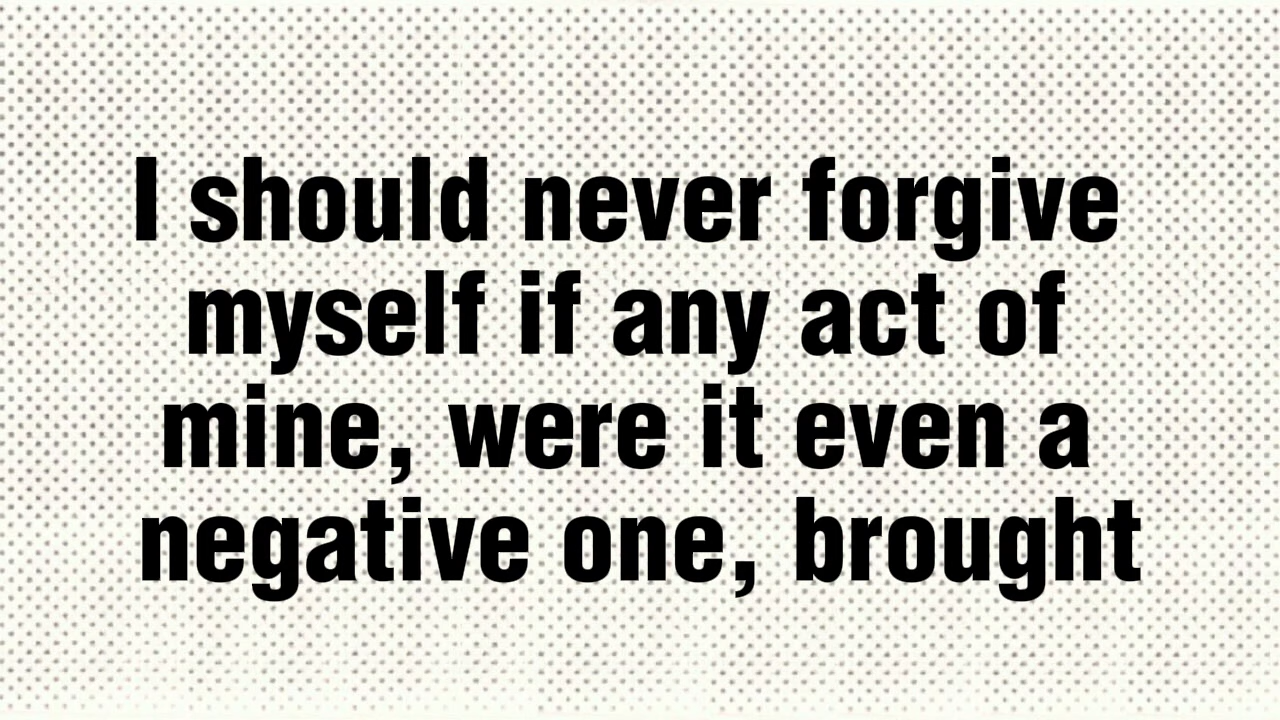 I should never forgive
myself if any act of
mine, were it even a
negative one, brought